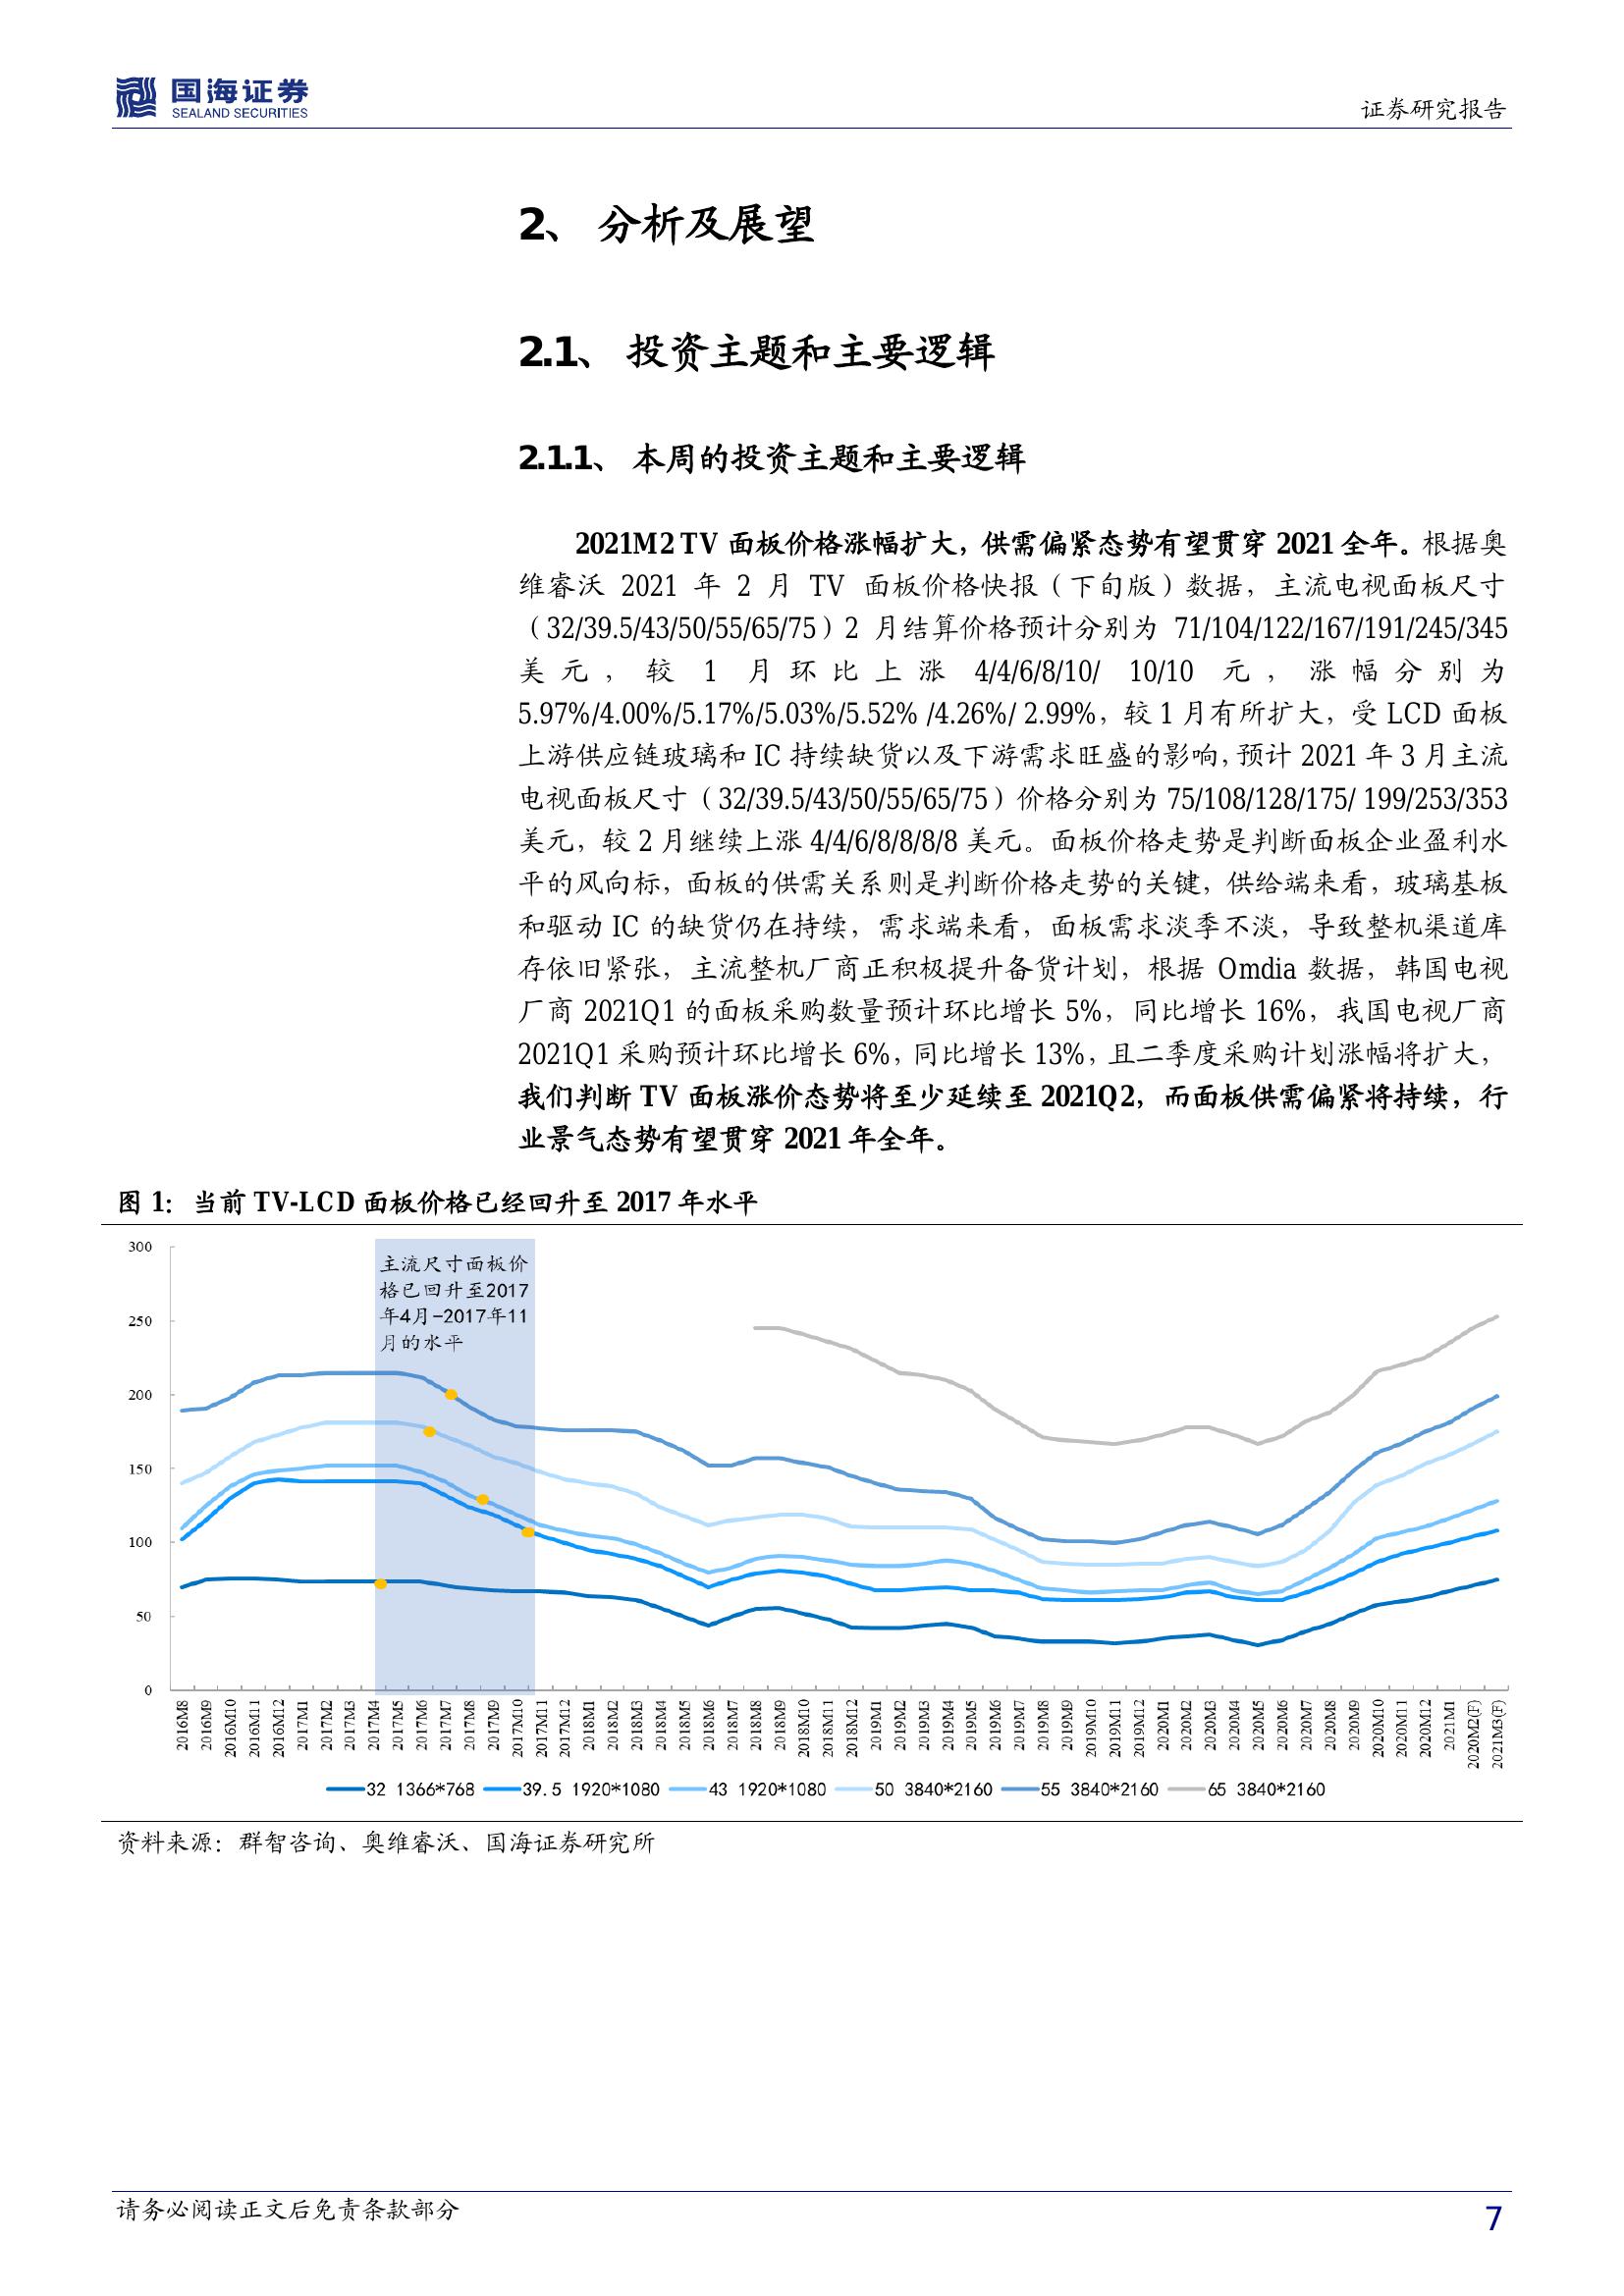 国海证券
SEALAND SECURITIES
证券研究报告
2、 分析及展望
2.1、 投资主题和主要逻辑
2.1.1、 本周的投资主题和主要逻辑
2021M2 TV 面板价格涨幅扩大，供需偏紧态势有望贯穿 2021 全年。根据奥
维睿沃 2021 年 2 月 TV 面板价格快报（下旬版）数据，主流电视面板尺寸
（32/39.5/43/50/55/65/75）2 月结算价格预计分别为 71/104/122/167/191/245/345
美元，较 1 月环比上涨 4/4/6/8/10/ 10/10 元，涨幅分别为
5.97%/4.00%/5.17%/5.03%/5.52% /4.26%/ 2.99%，较 1 月有所扩大，受 LCD 面板
上游供应链玻璃和 IC 持续缺货以及下游需求旺盛的影响，预计 2021 年 3 月主流
电视面板尺寸（32/39.5/43/50/55/65/75）价格分别为 75/108/128/175/ 199/253/353
美元，较 2 月继续上涨 4/4/6/8/8/8/8 美元。面板价格走势是判断面板企业盈利水
平的风向标，面板的供需关系则是判断价格走势的关键，供给端来看，玻璃基板
和驱动 IC 的缺货仍在持续，需求端来看，面板需求淡季不淡，导致整机渠道库
存依旧紧张，主流整机厂商正积极提升备货计划，根据 Omdia 数据，韩国电视
厂商 2021Q1 的面板采购数量预计环比增长 5%，同比增长 16%，我国电视厂商
2021Q1 采购预计环比增长 6%，同比增长 13%，且二季度采购计划涨幅将扩大，
我们判断 TV 面板涨价态势将至少延续至 2021Q2，而面板供需偏紧将持续，行
业景气态势有望贯穿 2021 年全年。
图 1：当前 TV-LCD 面板价格已经回升至 2017 年水平
300
250
200
150
100
50
0
主流尺寸面板价
格已回升至2017
年4月-2017年11
月的水平
2016M8 2016M9 2016M10 2016M11 2016M12 2017M1 2017M2 2017M3 2017M4 2017M5 2017M6 2017M7 2017M8 2017M9 2017M10 2017M11 2017M12 2018M1 2018M2 2018M3 2018M4 2018M5 2018M6 2018M7 2018M8 2018M9 2018M10 2018M11 2018M12 2019M1 2019M2 2019M3 2019M4 2019M5 2019M6 2019M7 2019M8 2019M9 2019M10 2019M11 2019M12 2020M1 2020M2 2020M3 2020M4 2020M5 2020M6 2020M7 2020M8 2020M9 2020M10 2020M11 2020M12 2021M1 2020M2(F) 2021M3(F)
32 1366*768 39.5 1920*1080 43 1920*1080 50 3840*2160 55 3840*2160 65 3840*2160
资料来源：群智咨询、奥维睿沃、国海证券研究所
请务必阅读正文后免责条款部分
7